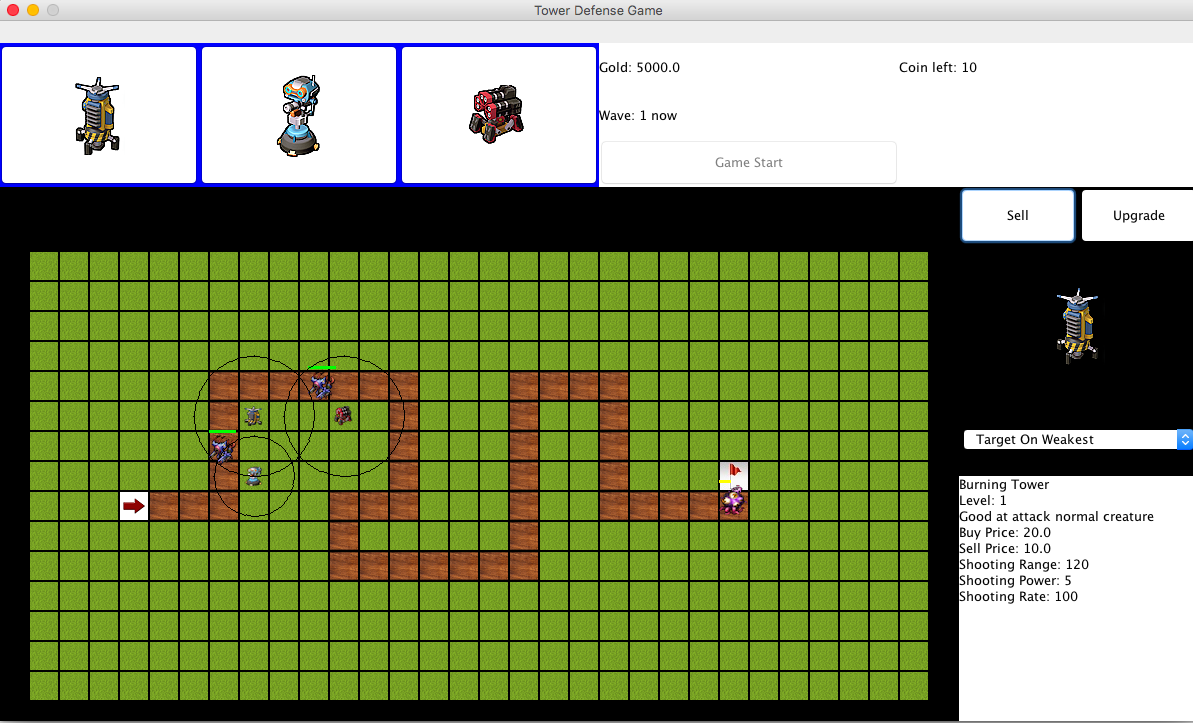 Tower Defense Game
Gold: 5000.0
Coin left: 10
Wave: 1 now
Game Start
Sell
Upgrade
Target On Weakest
Burning Tower
Level: 1
Good at attack normal creature
Buy Price: 20.0
Sell Price: 10.0
Shooting Range: 120
Shooting Power: 5
Shooting Rate: 100